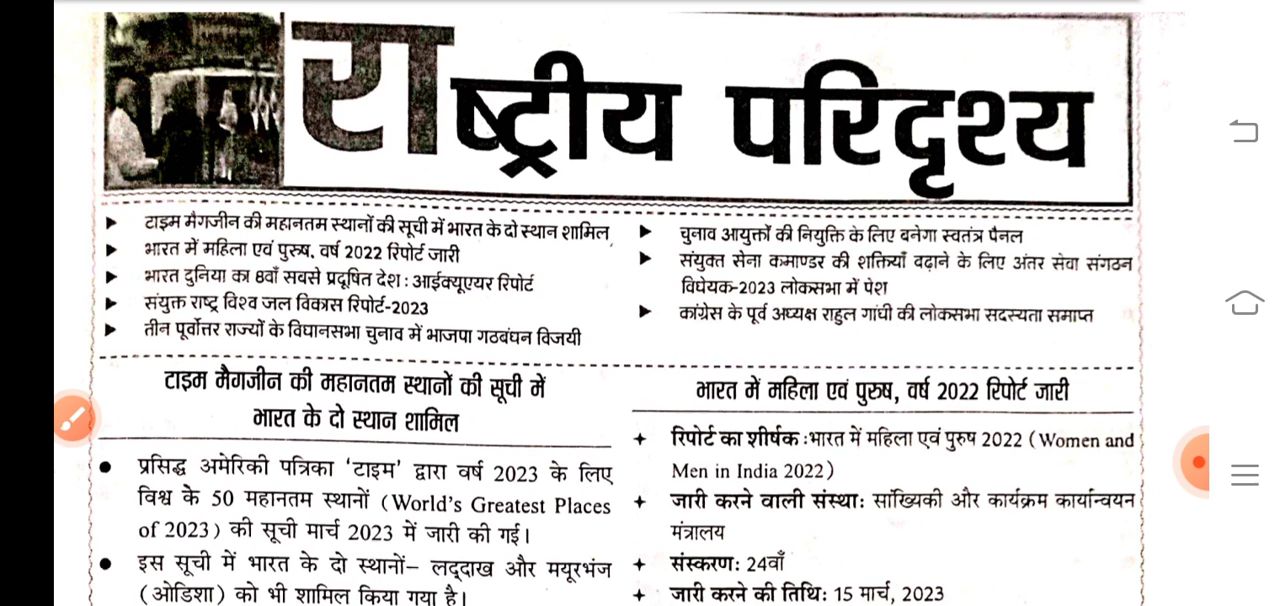 राष्ट्रीय परिदृश्य
▶ टाइम मैगजीन की महानतम स्थानों की सूची में भारत के दो स्थान शामिल
▶ भारत में महिला एवं पुरुष, वर्ष 2022 रिपोर्ट जारी
▶ भारत दुनिया का 8वाँ सबसे प्रदूषित देश : आईक्यूएयर रिपोर्ट
▶ संयुक्त राष्ट्र विश्व जल विकास रिपोर्ट-2023
▶ तीन पूर्वोत्तर राज्यों के विधानसभा चुनाव में भाजपा गठबंधन विजयी
▶ चुनाव आयुक्तों की नियुक्ति के लिए बनेगा स्वतंत्र पैनल
▶ संयुक्त सेना कमाण्डर की शक्तियाँ बढ़ाने के लिए अंतर सेवा संगठन
विधेयक-2023 लोकसभा में पेश
▶ कांग्रेस के पूर्व अध्यक्ष राहुल गांधी की लोकसभा सदस्यता समाप्त
टाइम मैगजीन की महानतम स्थानों की सूची में
भारत के दो स्थान शामिल
● प्रसिद्ध अमेरिकी पत्रिका ‘टाइम’ द्वारा वर्ष 2023 के लिए
विश्व के 50 महानतम स्थानों (World’s Greatest Places
of 2023) की सूची मार्च 2023 में जारी की गई।
● इस सूची में भारत के दो स्थानों– लद्दाख और मयूरभंज
(ओडिशा) को भी शामिल किया गया है।
भारत में महिला एवं पुरुष, वर्ष 2022 रिपोर्ट जारी
+ रिपोर्ट का शीर्षक :भारत में महिला एवं पुरुष 2022 (Women and
Men in India 2022)
+ जारी करने वाली संस्था: सांख्यिकी और कार्यक्रम कार्यान्वयन
मंत्रालय
+ संस्करण: 24वाँ
+ जारी करने की तिथि: 15 मार्च, 2023